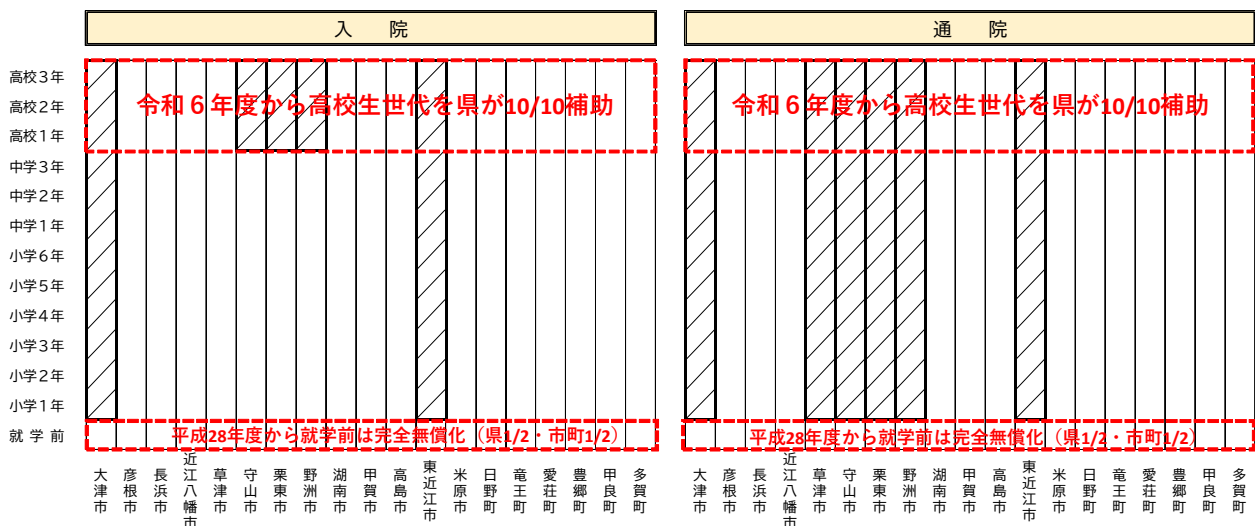 入　院
通　院
高校３年
高校２年
高校１年
中学３年
中学２年
中学１年
小学６年
小学５年
小学４年
小学３年
小学２年
小学１年
就 学 前
令和６年度から高校生世代を県が10/10補助
令和６年度から高校生世代を県が10/10補助
平成28年度から就学前は完全無償化（県1/2・市町1/2）
平成28年度から就学前は完全無償化（県1/2・市町1/2）
大津市
彦根市
長浜市
近江八幡市
草津市
守山市
栗東市
野洲市
湖南市
甲賀市
高島市
東近江市
米原市
日野町
竜王町
愛荘町
豊郷町
甲良町
多賀町
大津市
彦根市
長浜市
近江八幡市
草津市
守山市
栗東市
野洲市
湖南市
甲賀市
高島市
東近江市
米原市
日野町
竜王町
愛荘町
豊郷町
甲良町
多賀町